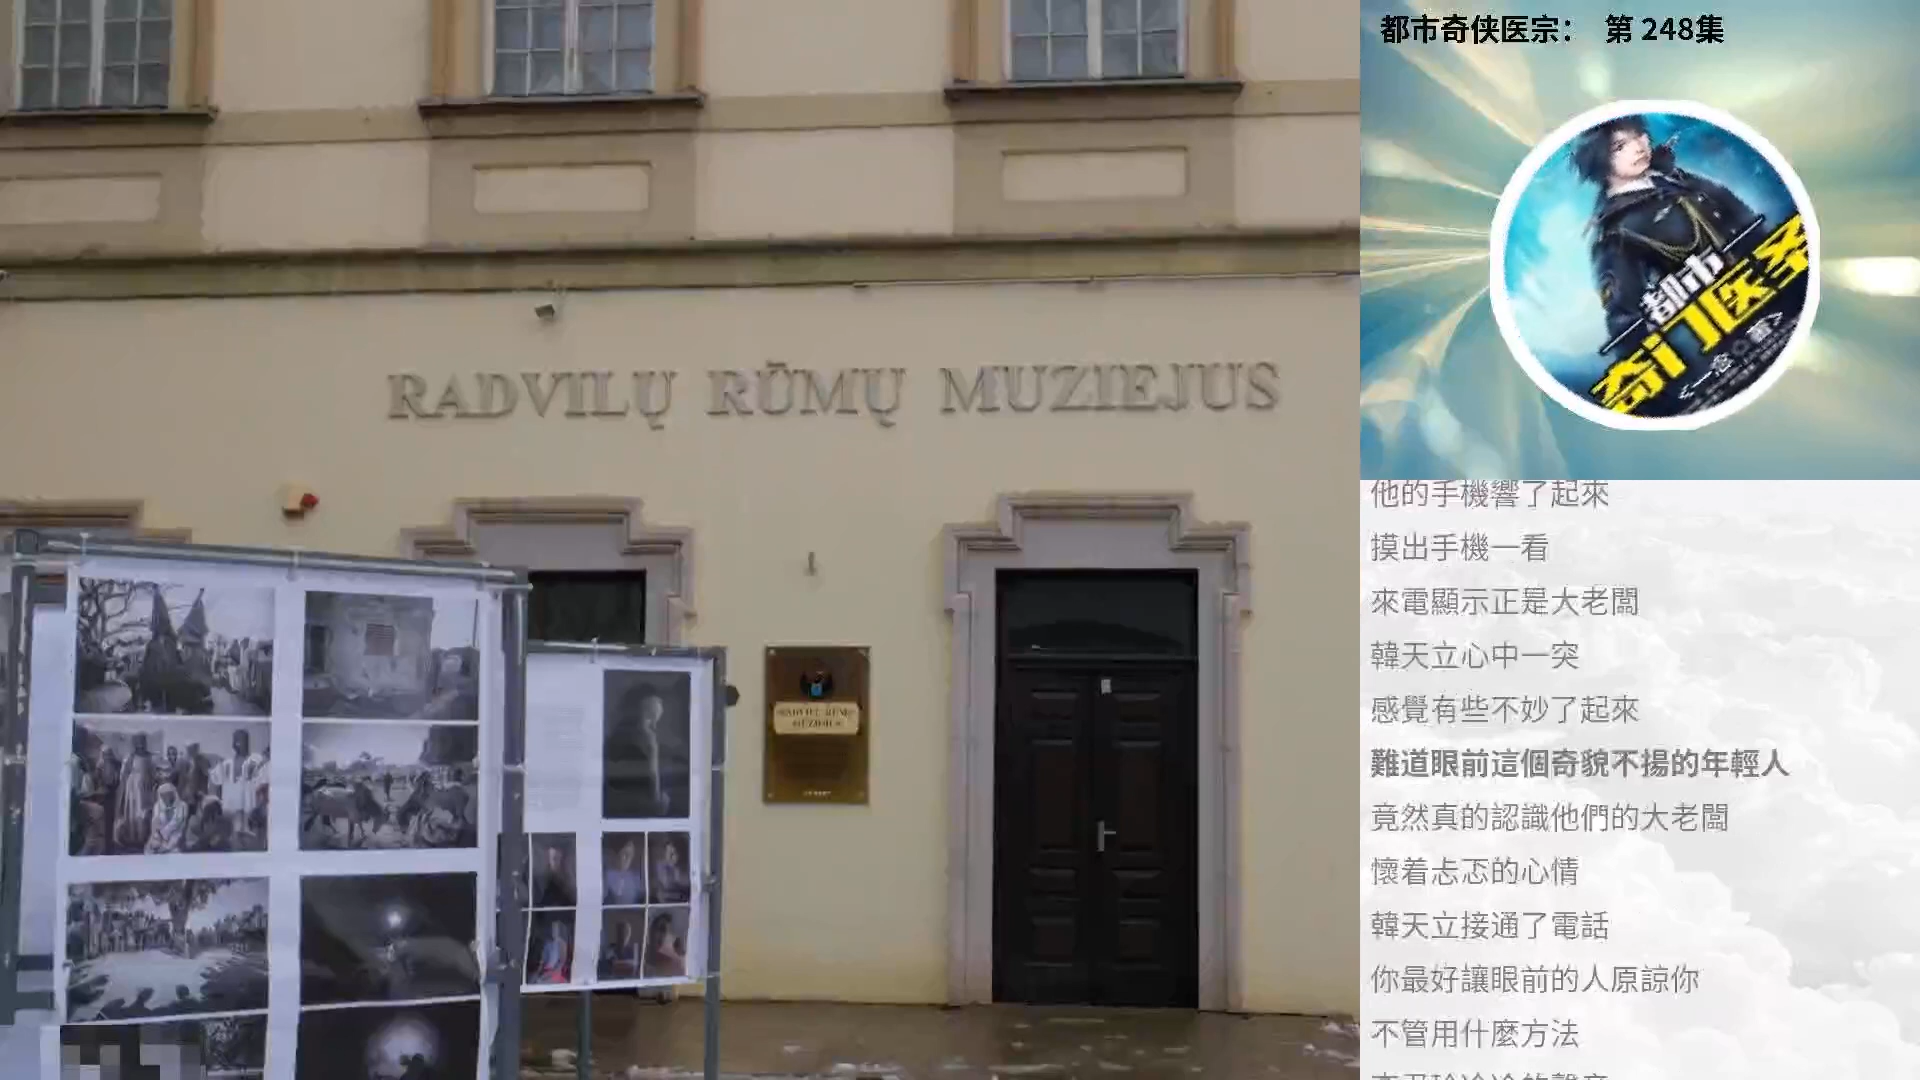 RADVILŲ RŪMŲ MUZIEJUS
RADVILŲ RŪMŲ
MUZIEJUS
都市奇侠医宗： 第 248集
都市
奇门医圣
他的手機響了起來
摸出手機一看
來電顯示正是大老闆
韓天立心中一突
感覺有些不妙了起來
難道眼前這個奇貌不揚的年輕人
竟然真的認識他們的大老闆
懷着忐忑的心情
韓天立接通了電話
你最好讓眼前的人原諒你
不管用什麼方法